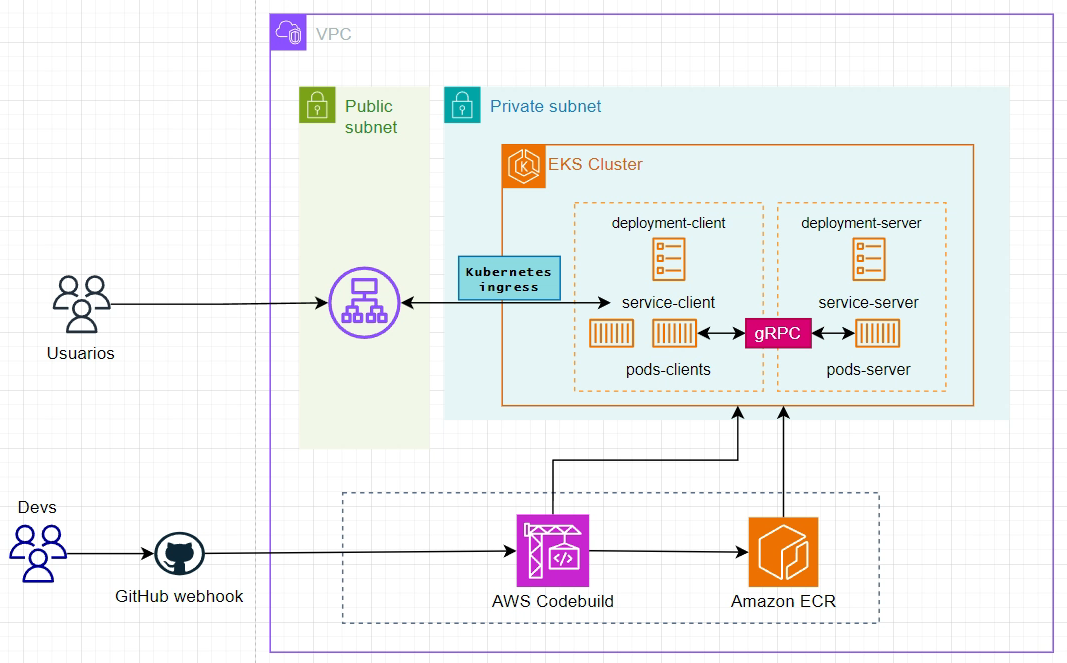 VPC
Public
subnet
Private subnet
EKS Cluster
deployment-client
deployment-server
Kubernetes
ingress
service-client
service-server
gRPC
pods-clients
pods-server
Usuarios
Devs
GitHub webhook
AWS Codebuild
Amazon ECR